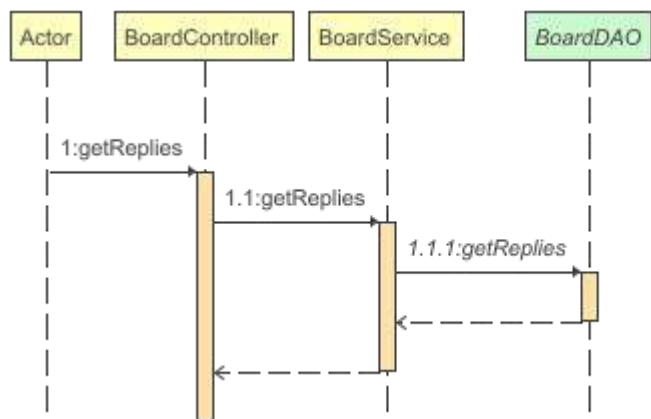 Actor
BoardController
BoardService
BoardDAO
1:getReplies
1.1:getReplies
1.1.1:getReplies